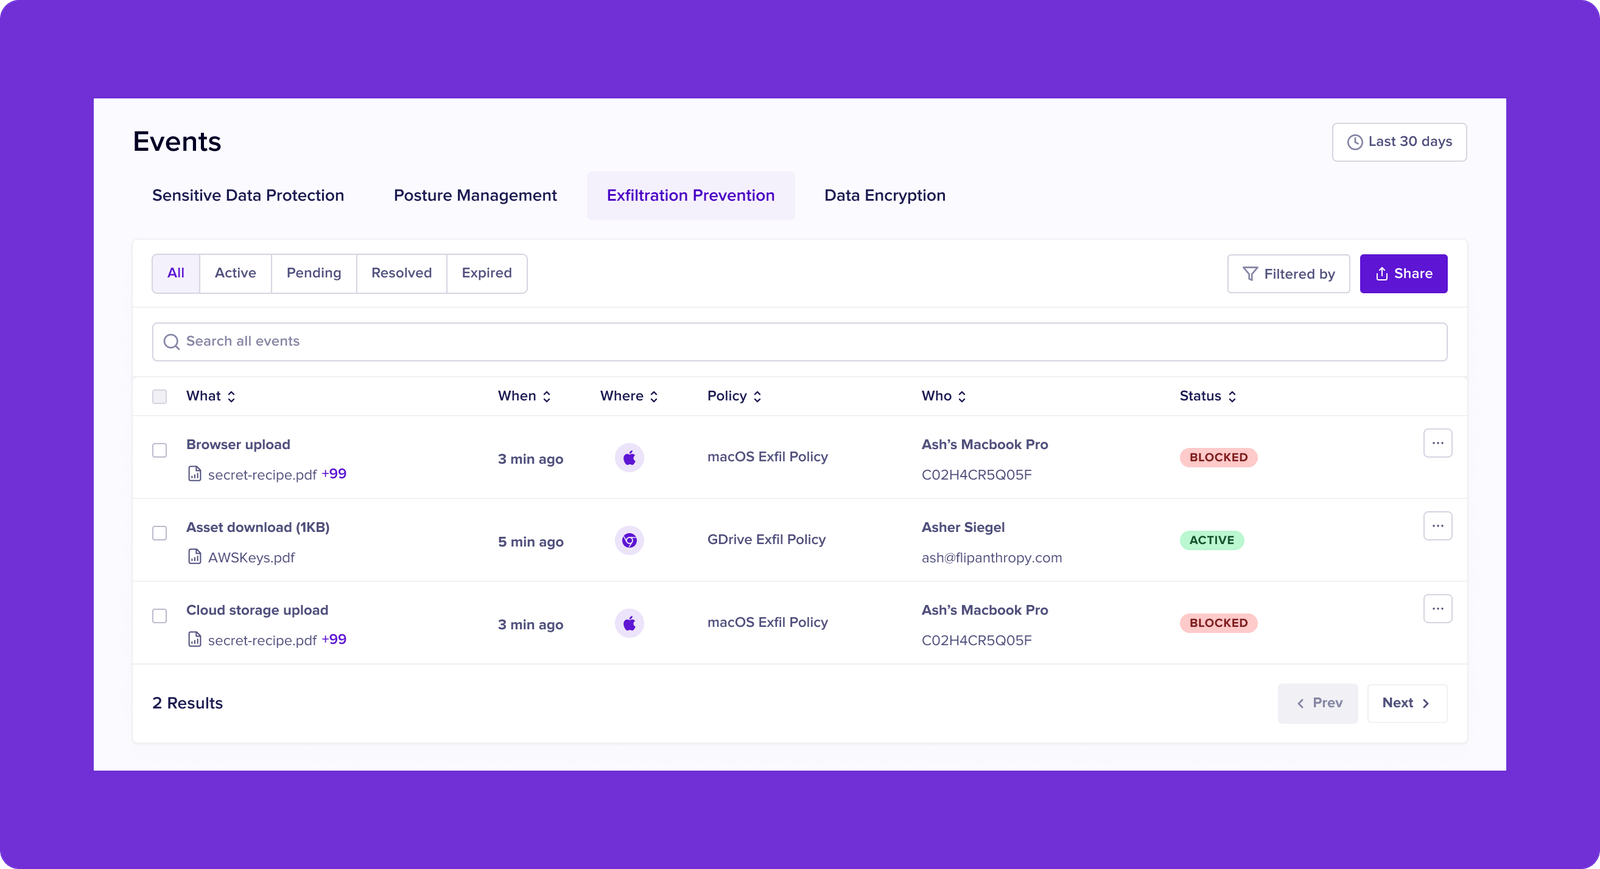 Events
Last 30 days
Sensitive Data Protection Posture Management Exfiltration Prevention Data Encryption
All Active Pending Resolved Expired Filtered by Share
Search all events
What When Where Policy Who Status
Browser upload
secret-recipe.pdf +99
3 min ago
macOS Exfil Policy
Ash’s Macbook Pro
C02H4CR5Q05F
BLOCKED
...
Asset download (1KB)
AWSKeys.pdf
5 min ago
GDrive Exfil Policy
Asher Siegel
ash@flipanthropy.com
ACTIVE
...
Cloud storage upload
secret-recipe.pdf +99
3 min ago
macOS Exfil Policy
Ash’s Macbook Pro
C02H4CR5Q05F
BLOCKED
...
2 Results
Prev Next